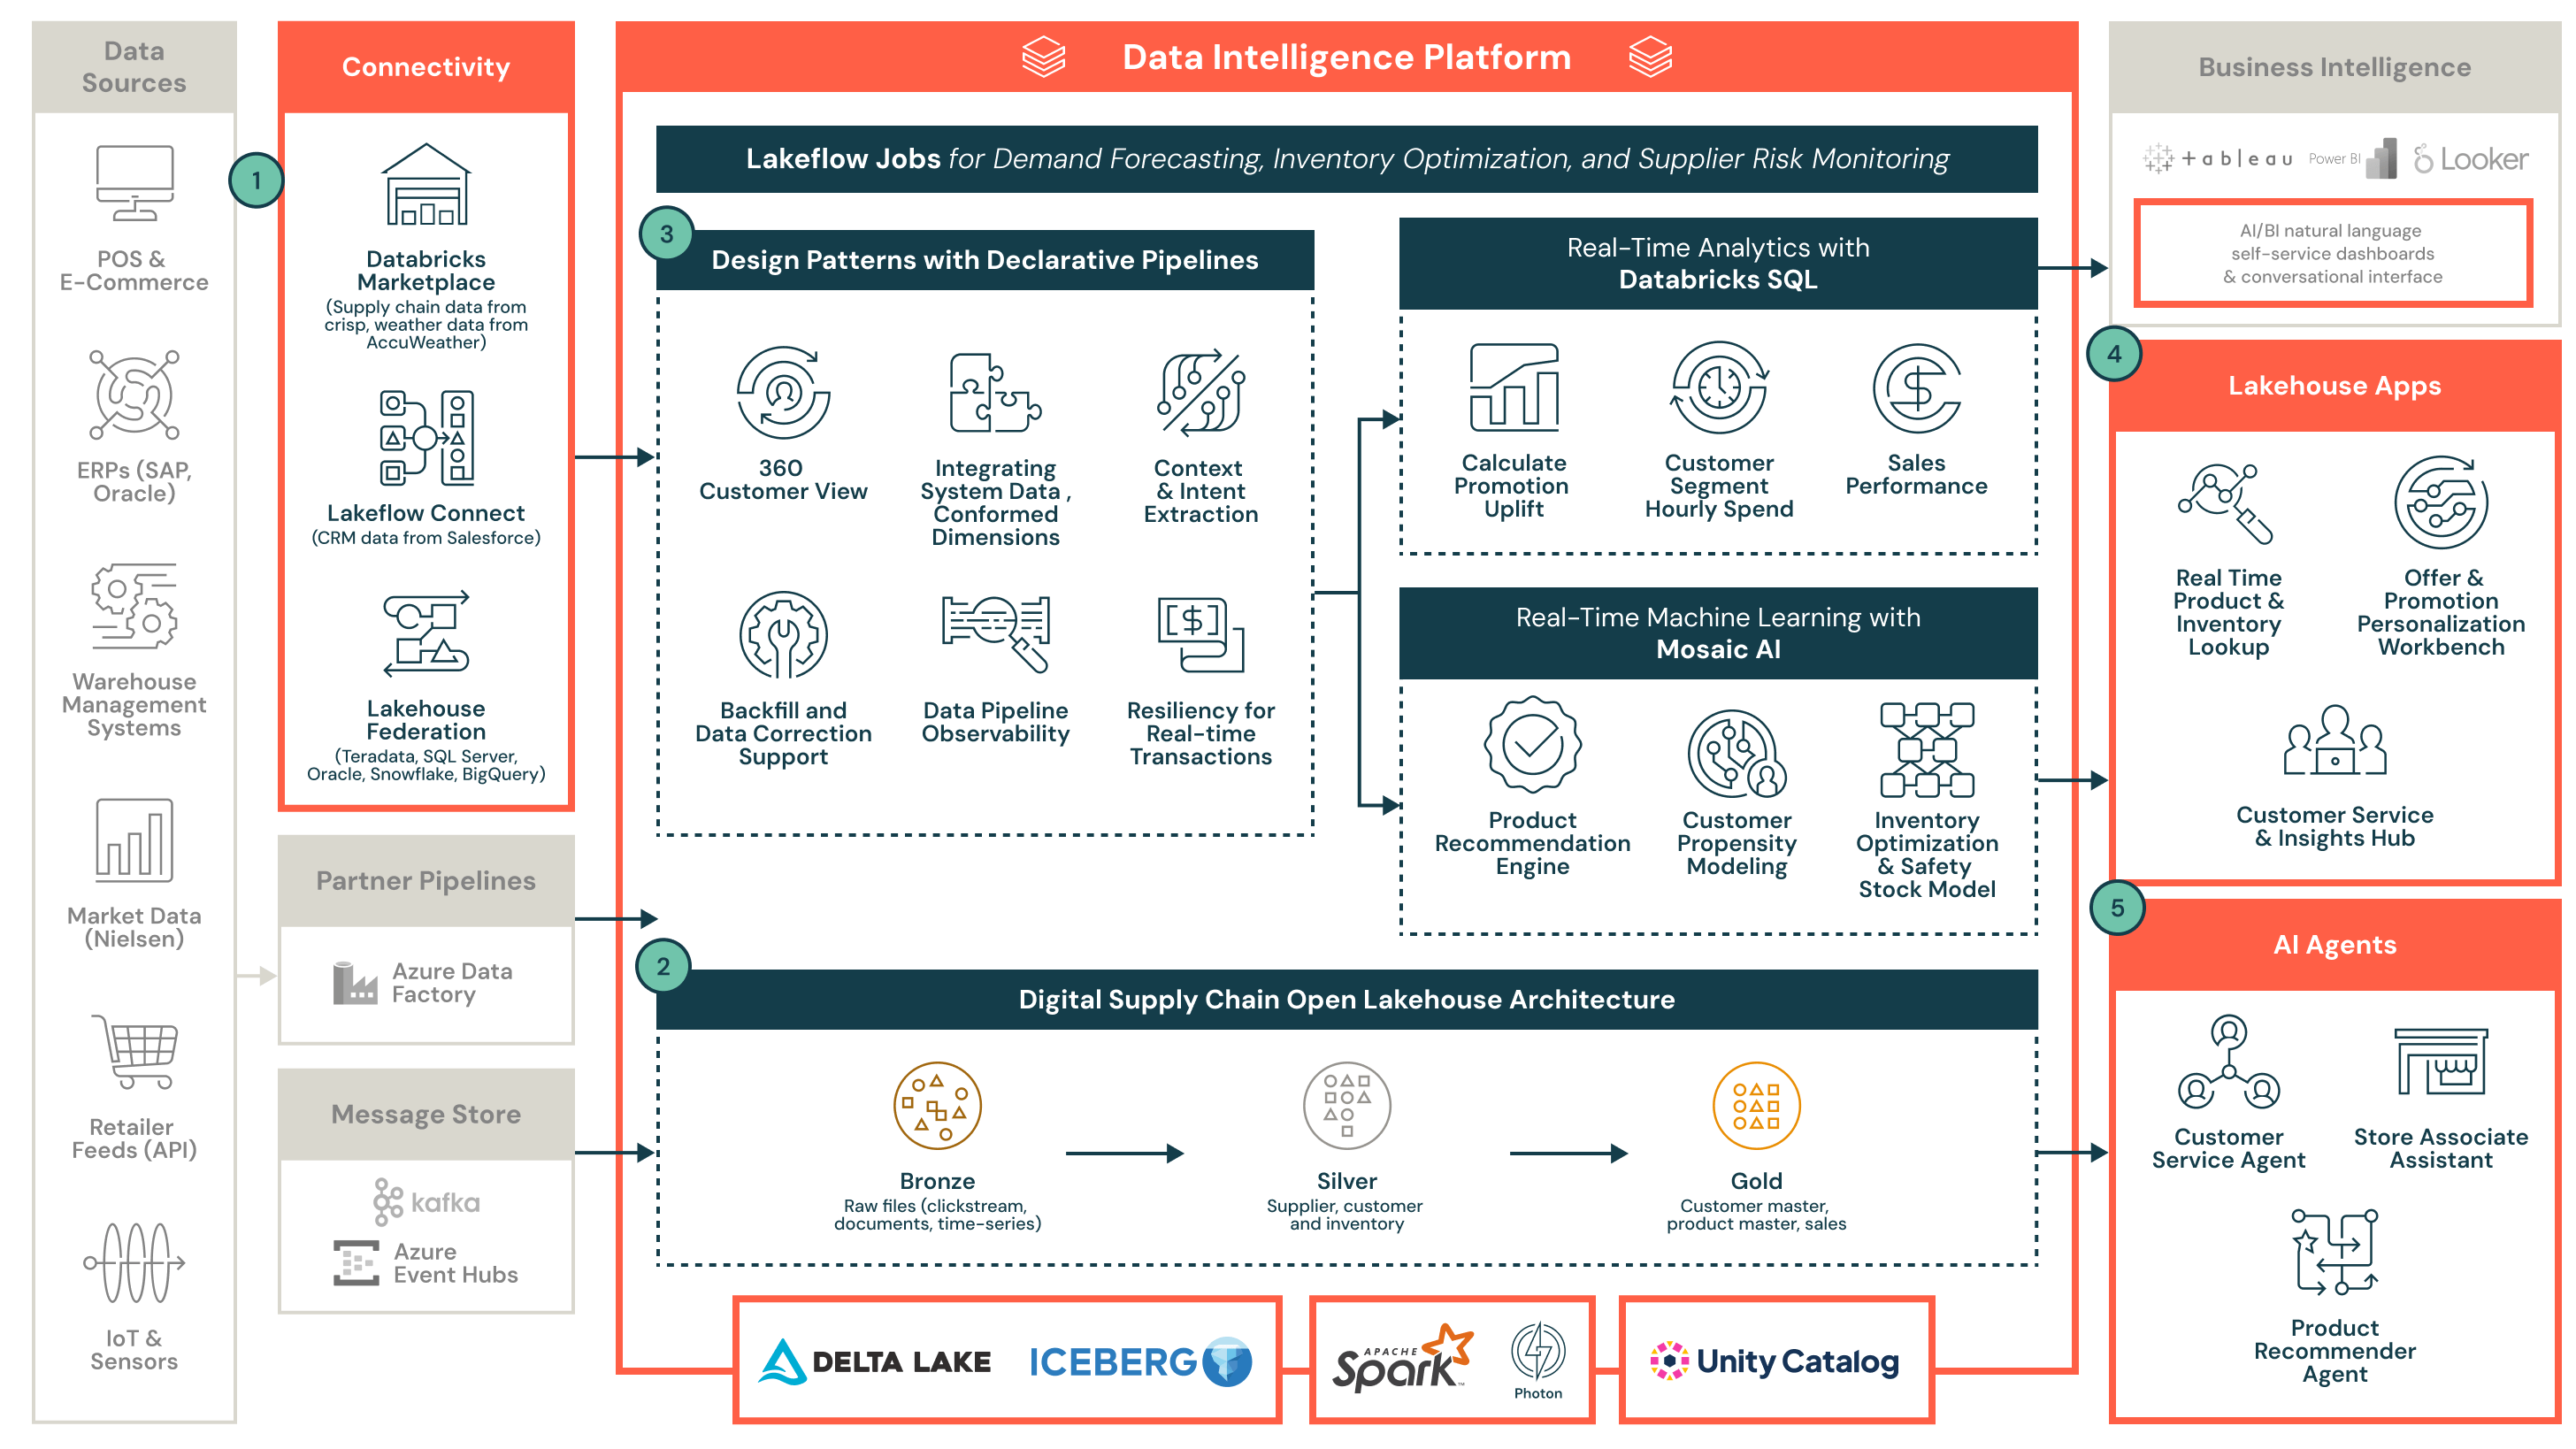 Data
Sources
POS &
E-Commerce
ERPs (SAP,
Oracle)
Warehouse
Management
Systems
Market Data
(Nielsen)
Retailer
Feeds (API)
IoT &
Sensors
1
Connectivity
Databricks
Marketplace
(Supply chain data from
crisp, weather data from
AccuWeather)
Lakeflow Connect
(CRM data from Salesforce)
Lakehouse
Federation
(Teradata, SQL Server,
Oracle, Snowflake, BigQuery)
Partner Pipelines
Azure Data
Factory
Message Store
kafka
Azure
Event Hubs
Data Intelligence Platform
Lakeflow Jobs for Demand Forecasting, Inventory Optimization, and Supplier Risk Monitoring
3
Design Patterns with Declarative Pipelines
360
Customer View
Integrating
System Data ,
Conformed
Dimensions
Context
& Intent
Extraction
Backfill and
Data Correction
Support
Data Pipeline
Observability
Resiliency for
Real-time
Transactions
Real-Time Analytics with
Databricks SQL
Calculate
Promotion
Uplift
Customer
Segment
Hourly Spend
Sales
Performance
Real-Time Machine Learning with
Mosaic AI
Product
Recommendation
Engine
Customer
Propensity
Modeling
Inventory
Optimization
& Safety
Stock Model
2
Digital Supply Chain Open Lakehouse Architecture
Bronze
Raw files (clickstream,
documents, time-series)
Silver
Supplier, customer
and inventory
Gold
Customer master,
product master, sales
DELTA LAKE
ICEBERG
APACHE
Spark™
Photon
Unity Catalog
Business Intelligence
+ableau
Power BI
Looker
AI/BI natural language
self-service dashboards
& conversational interface
4
Lakehouse Apps
Real Time
Product &
Inventory
Lookup
Offer &
Promotion
Personalization
Workbench
Customer Service
& Insights Hub
5
AI Agents
Customer
Service Agent
Store Associate
Assistant
Product
Recommender
Agent